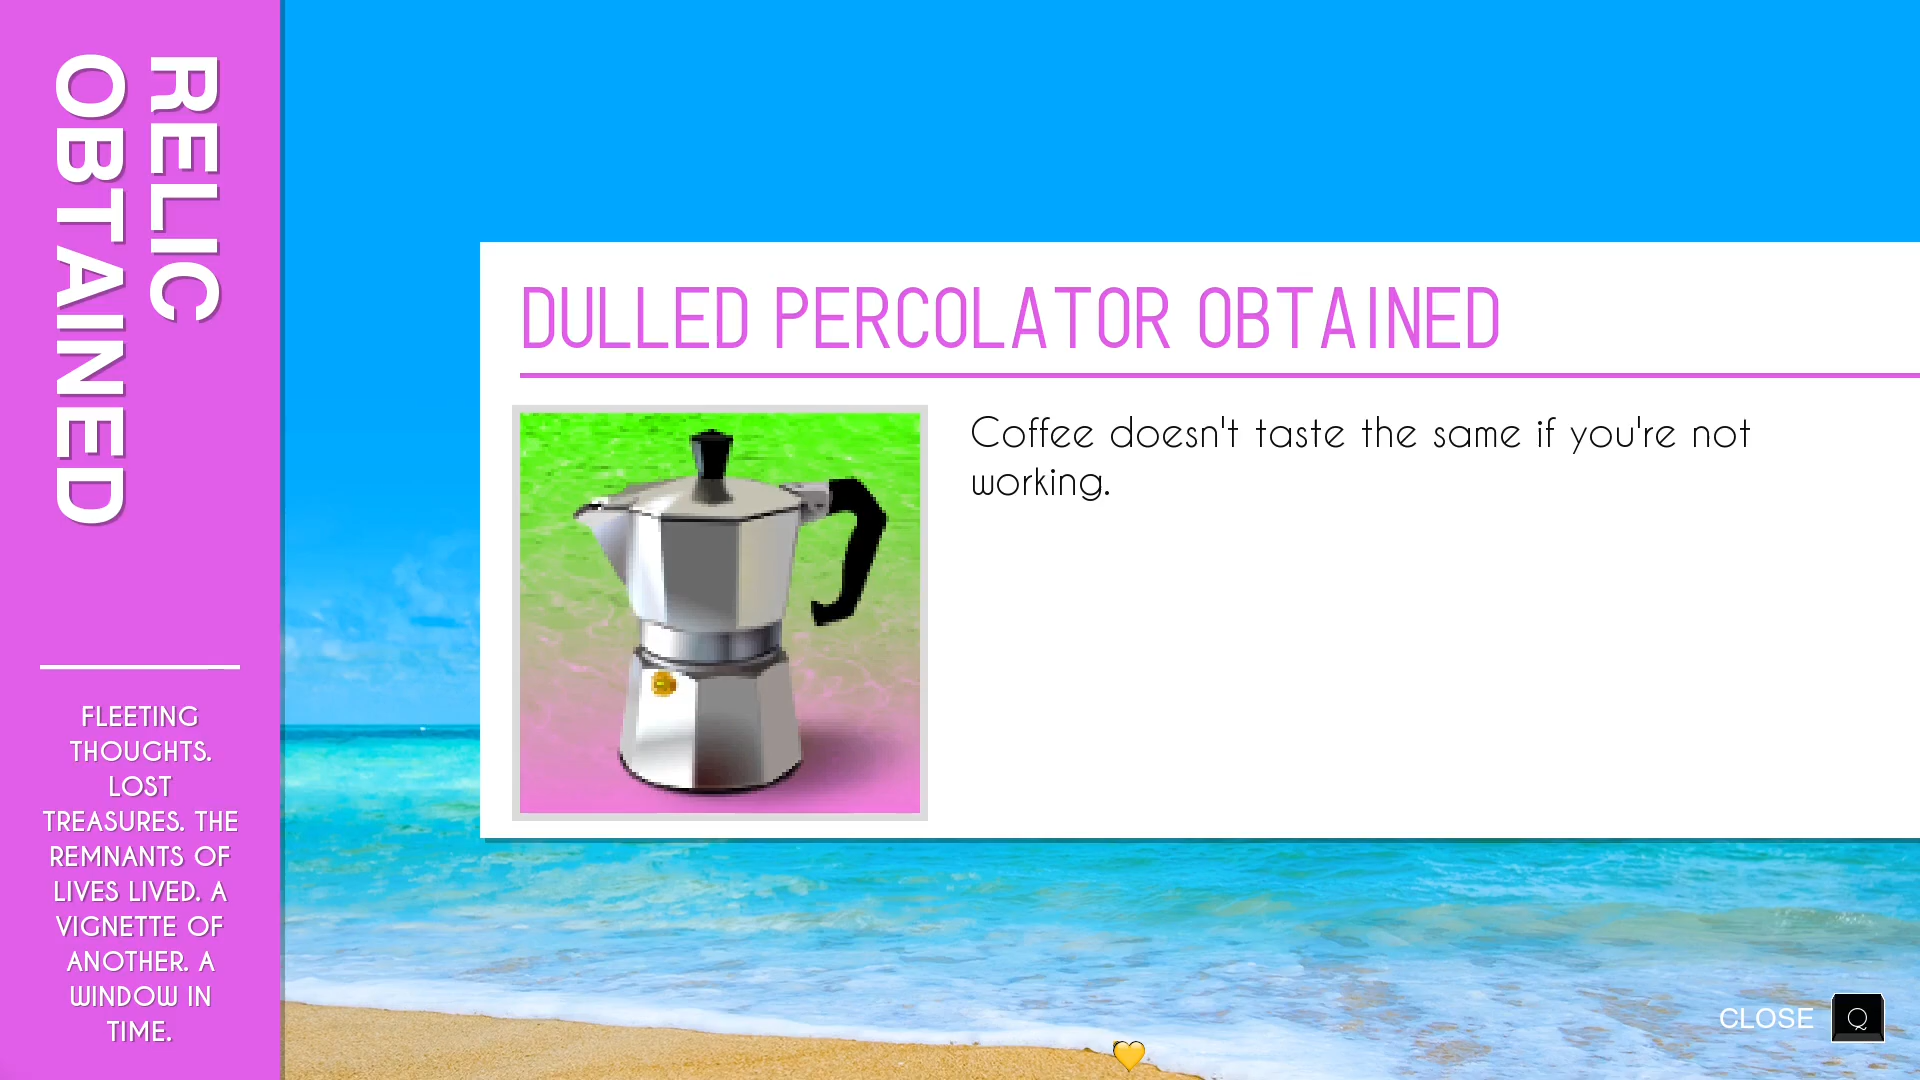 RELIC
OBTAINED
FLEETING
THOUGHTS.
LOST
TREASURES. THE
REMNANTS OF
LIVES LIVED. A
VIGNETTE OF
ANOTHER. A
WINDOW IN
TIME.
DULLED PERCOLATOR OBTAINED
Coffee doesn't taste the same if you're not
working.
CLOSE Q